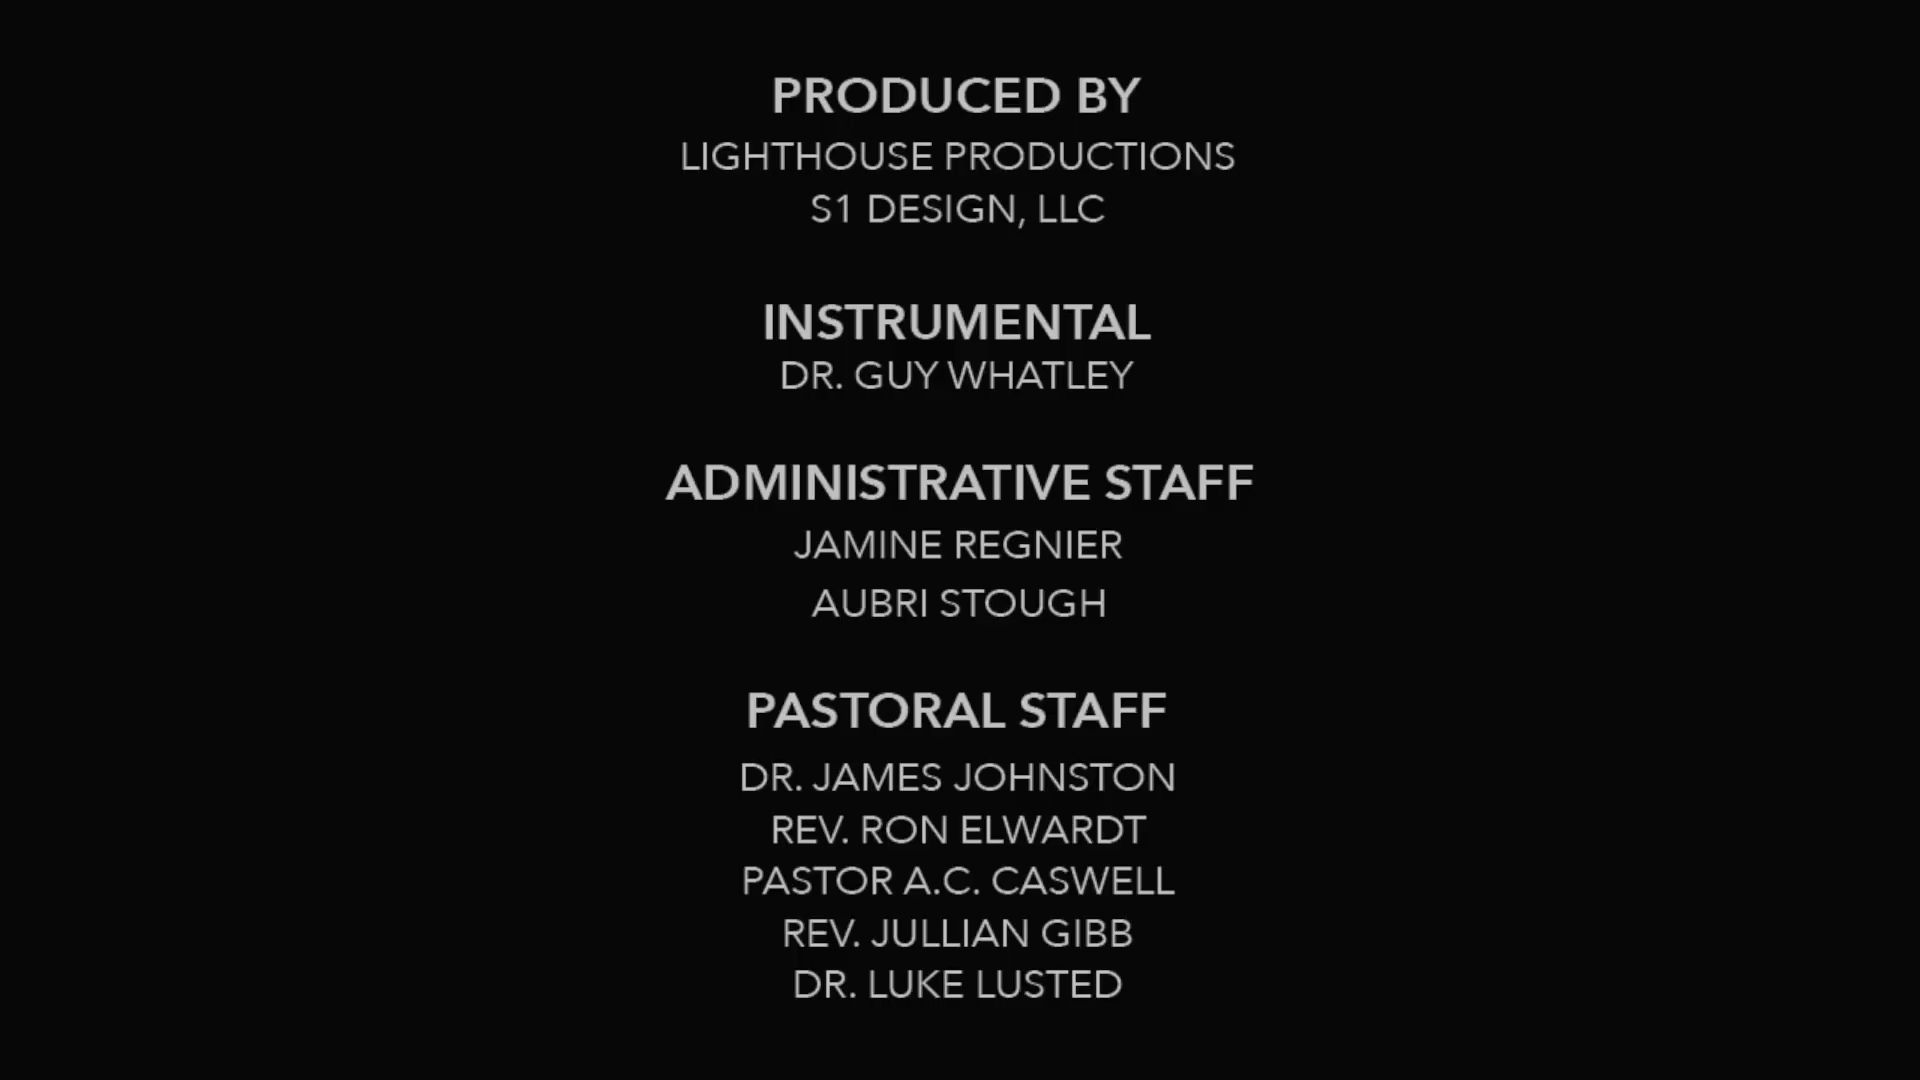 PRODUCED BY
LIGHTHOUSE PRODUCTIONS
S1 DESIGN, LLC
INSTRUMENTAL
DR. GUY WHATLEY
ADMINISTRATIVE STAFF
JAMINE REGNIER
AUBRI STOUGH
PASTORAL STAFF
DR. JAMES JOHNSTON
REV. RON ELWARDT
PASTOR A.C. CASWELL
REV. JULLIAN GIBB
DR. LUKE LUSTED